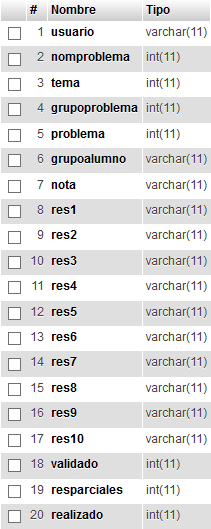 # Nombre Tipo
1 usuario varchar(11)
2 nomproblema int(11)
3 tema int(11)
4 grupoproblema int(11)
5 problema int(11)
6 grupoalumno varchar(11)
7 nota varchar(11)
8 res1 varchar(11)
9 res2 varchar(11)
10 res3 varchar(11)
11 res4 varchar(11)
12 res5 varchar(11)
13 res6 varchar(11)
14 res7 varchar(11)
15 res8 varchar(11)
16 res9 varchar(11)
17 res10 varchar(11)
18 validado int(11)
19 resparciales int(11)
20 realizado int(11)